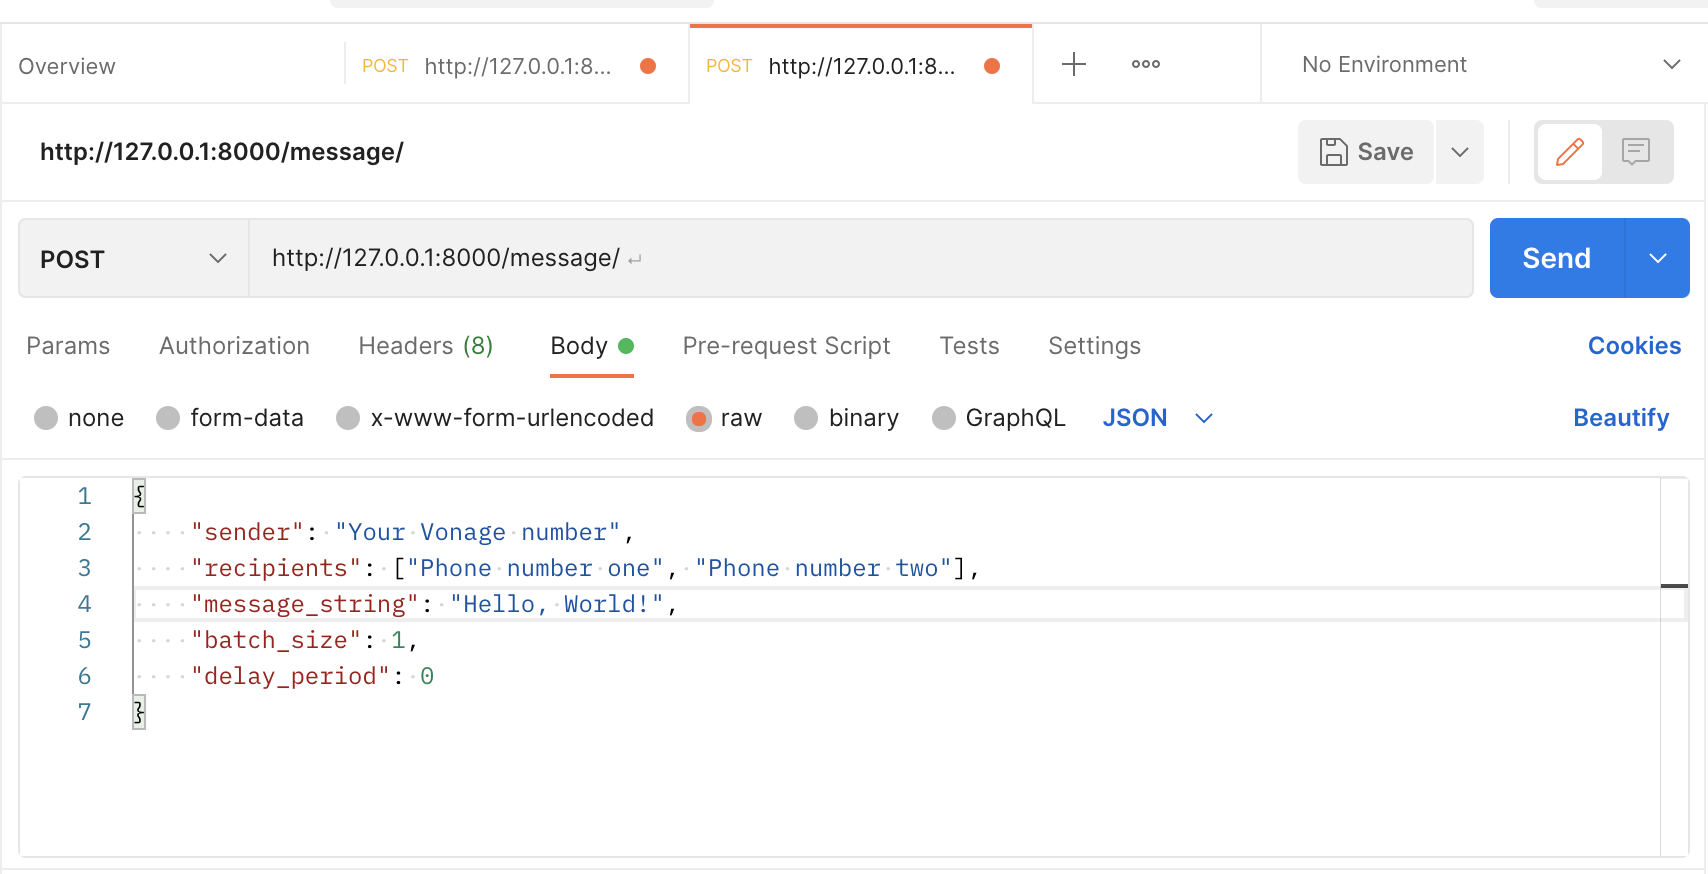 Overview POST http://127.0.0.1:8... POST http://127.0.0.1:8... No Environment
http://127.0.0.1:8000/message/ Save
POST http://127.0.0.1:8000/message/ Send
Params Authorization Headers (8) Body Pre-request Script Tests Settings Cookies
none form-data x-www-form-urlencoded raw binary GraphQL JSON Beautify
1 {
2 "sender": "Your Vonage number",
3 "recipients": ["Phone number one", "Phone number two"],
4 "message_string": "Hello, World!",
5 "batch_size": 1,
6 "delay_period": 0
7 }